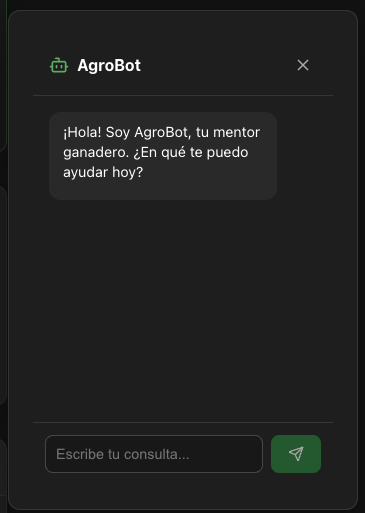 AgroBot
¡Hola! Soy AgroBot, tu mentor
ganadero. ¿En qué te puedo
ayudar hoy?
Escribe tu consulta...